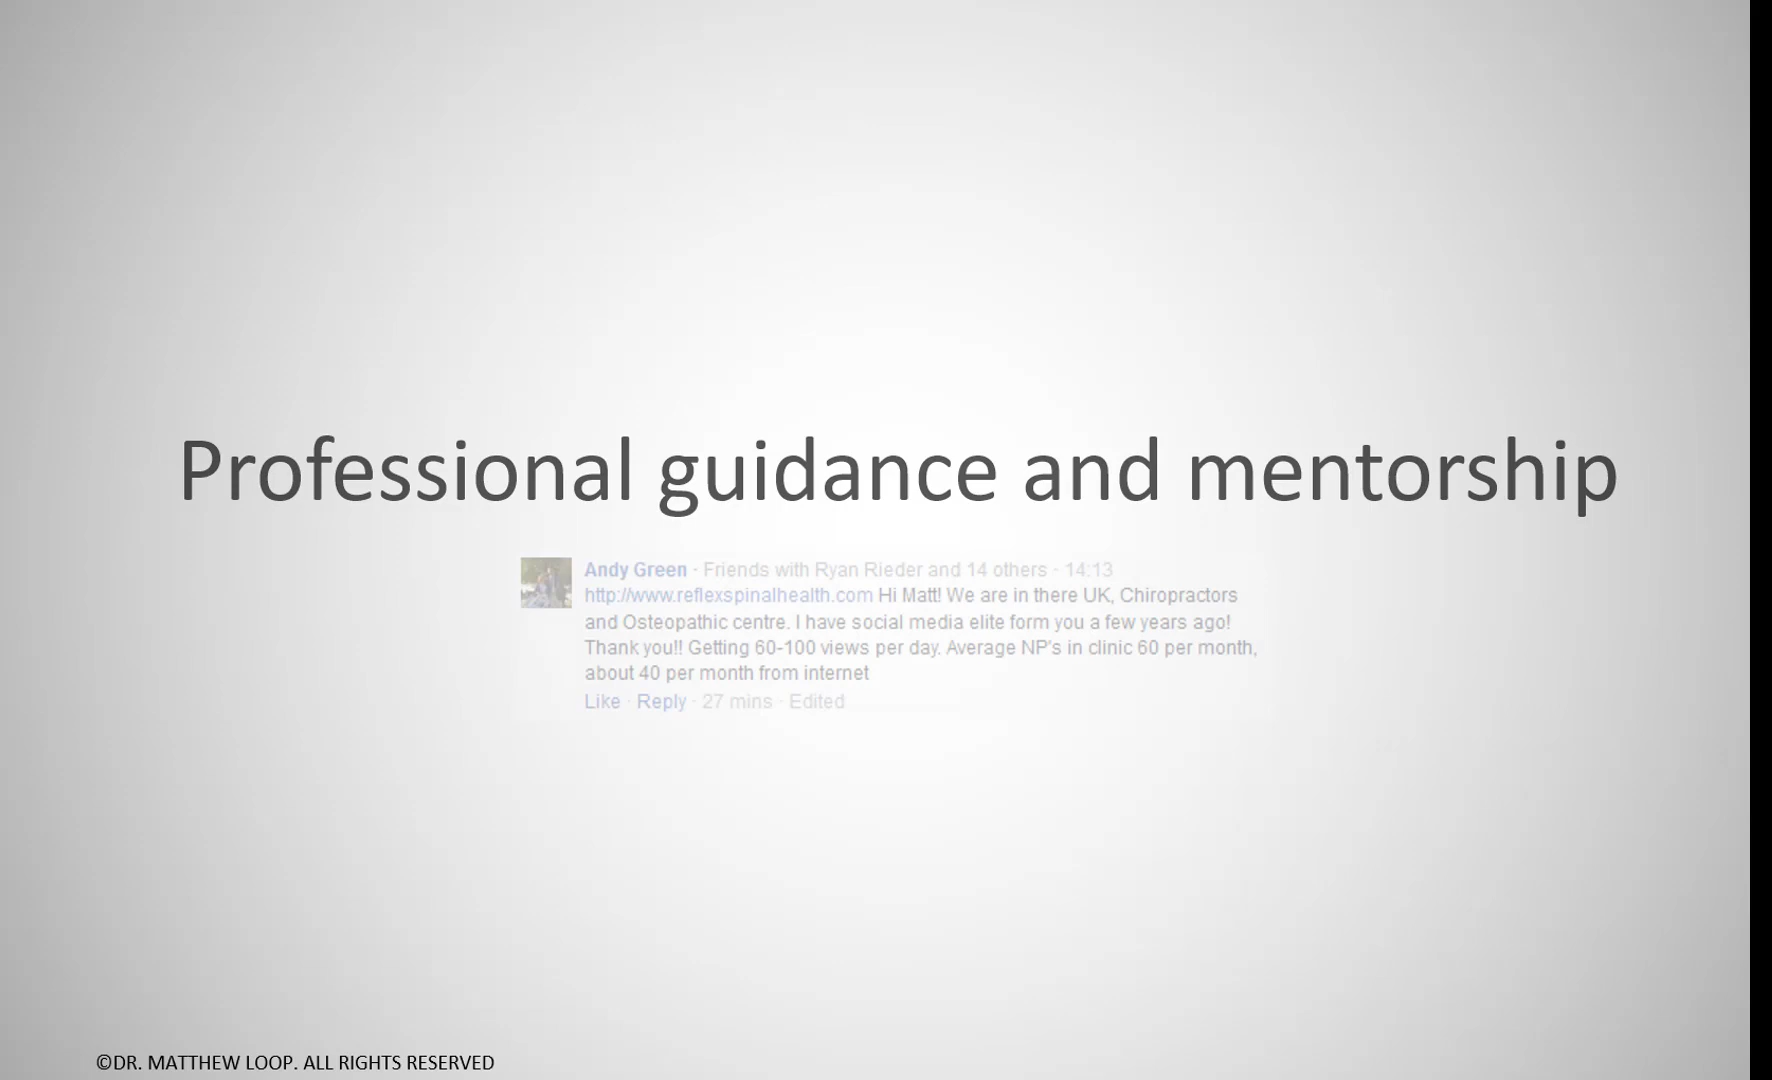 Professional guidance and mentorship
Andy Green · Friends with Ryan Rieder and 14 others · 14:13
http://www.reflexspinalhealth.com Hi Matt! We are in there UK, Chiropractors
and Osteopathic centre. I have social media elite form you a few years ago!
Thank you!! Getting 60-100 views per day. Average NP's in clinic 60 per month,
about 40 per month from internet
Like · Reply · 27 mins · Edited
©DR. MATTHEW LOOP. ALL RIGHTS RESERVED